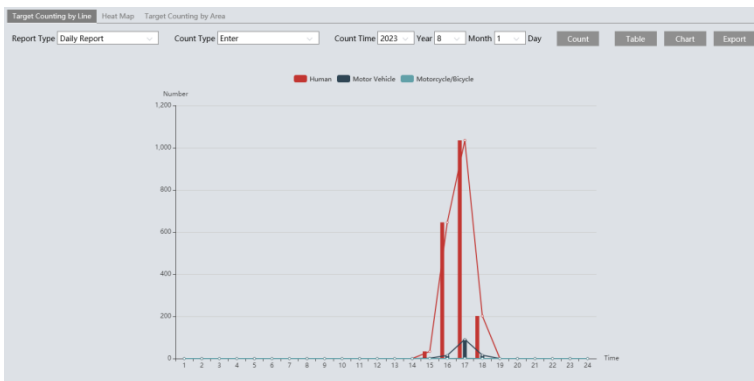 Target Counting by Line Heat Map Target Counting by Area
Report Type Daily Report Count Type Enter Count Time 2023 Year 8 Month 1 Day Count Table Chart Export
Human Motor Vehicle Motorcycle/Bicycle
Number
1,200
1,000
800
600
400
200
0
1 2 3 4 5 6 7 8 9 10 11 12 13 14 15 16 17 18 19 20 21 22 23 24
Time